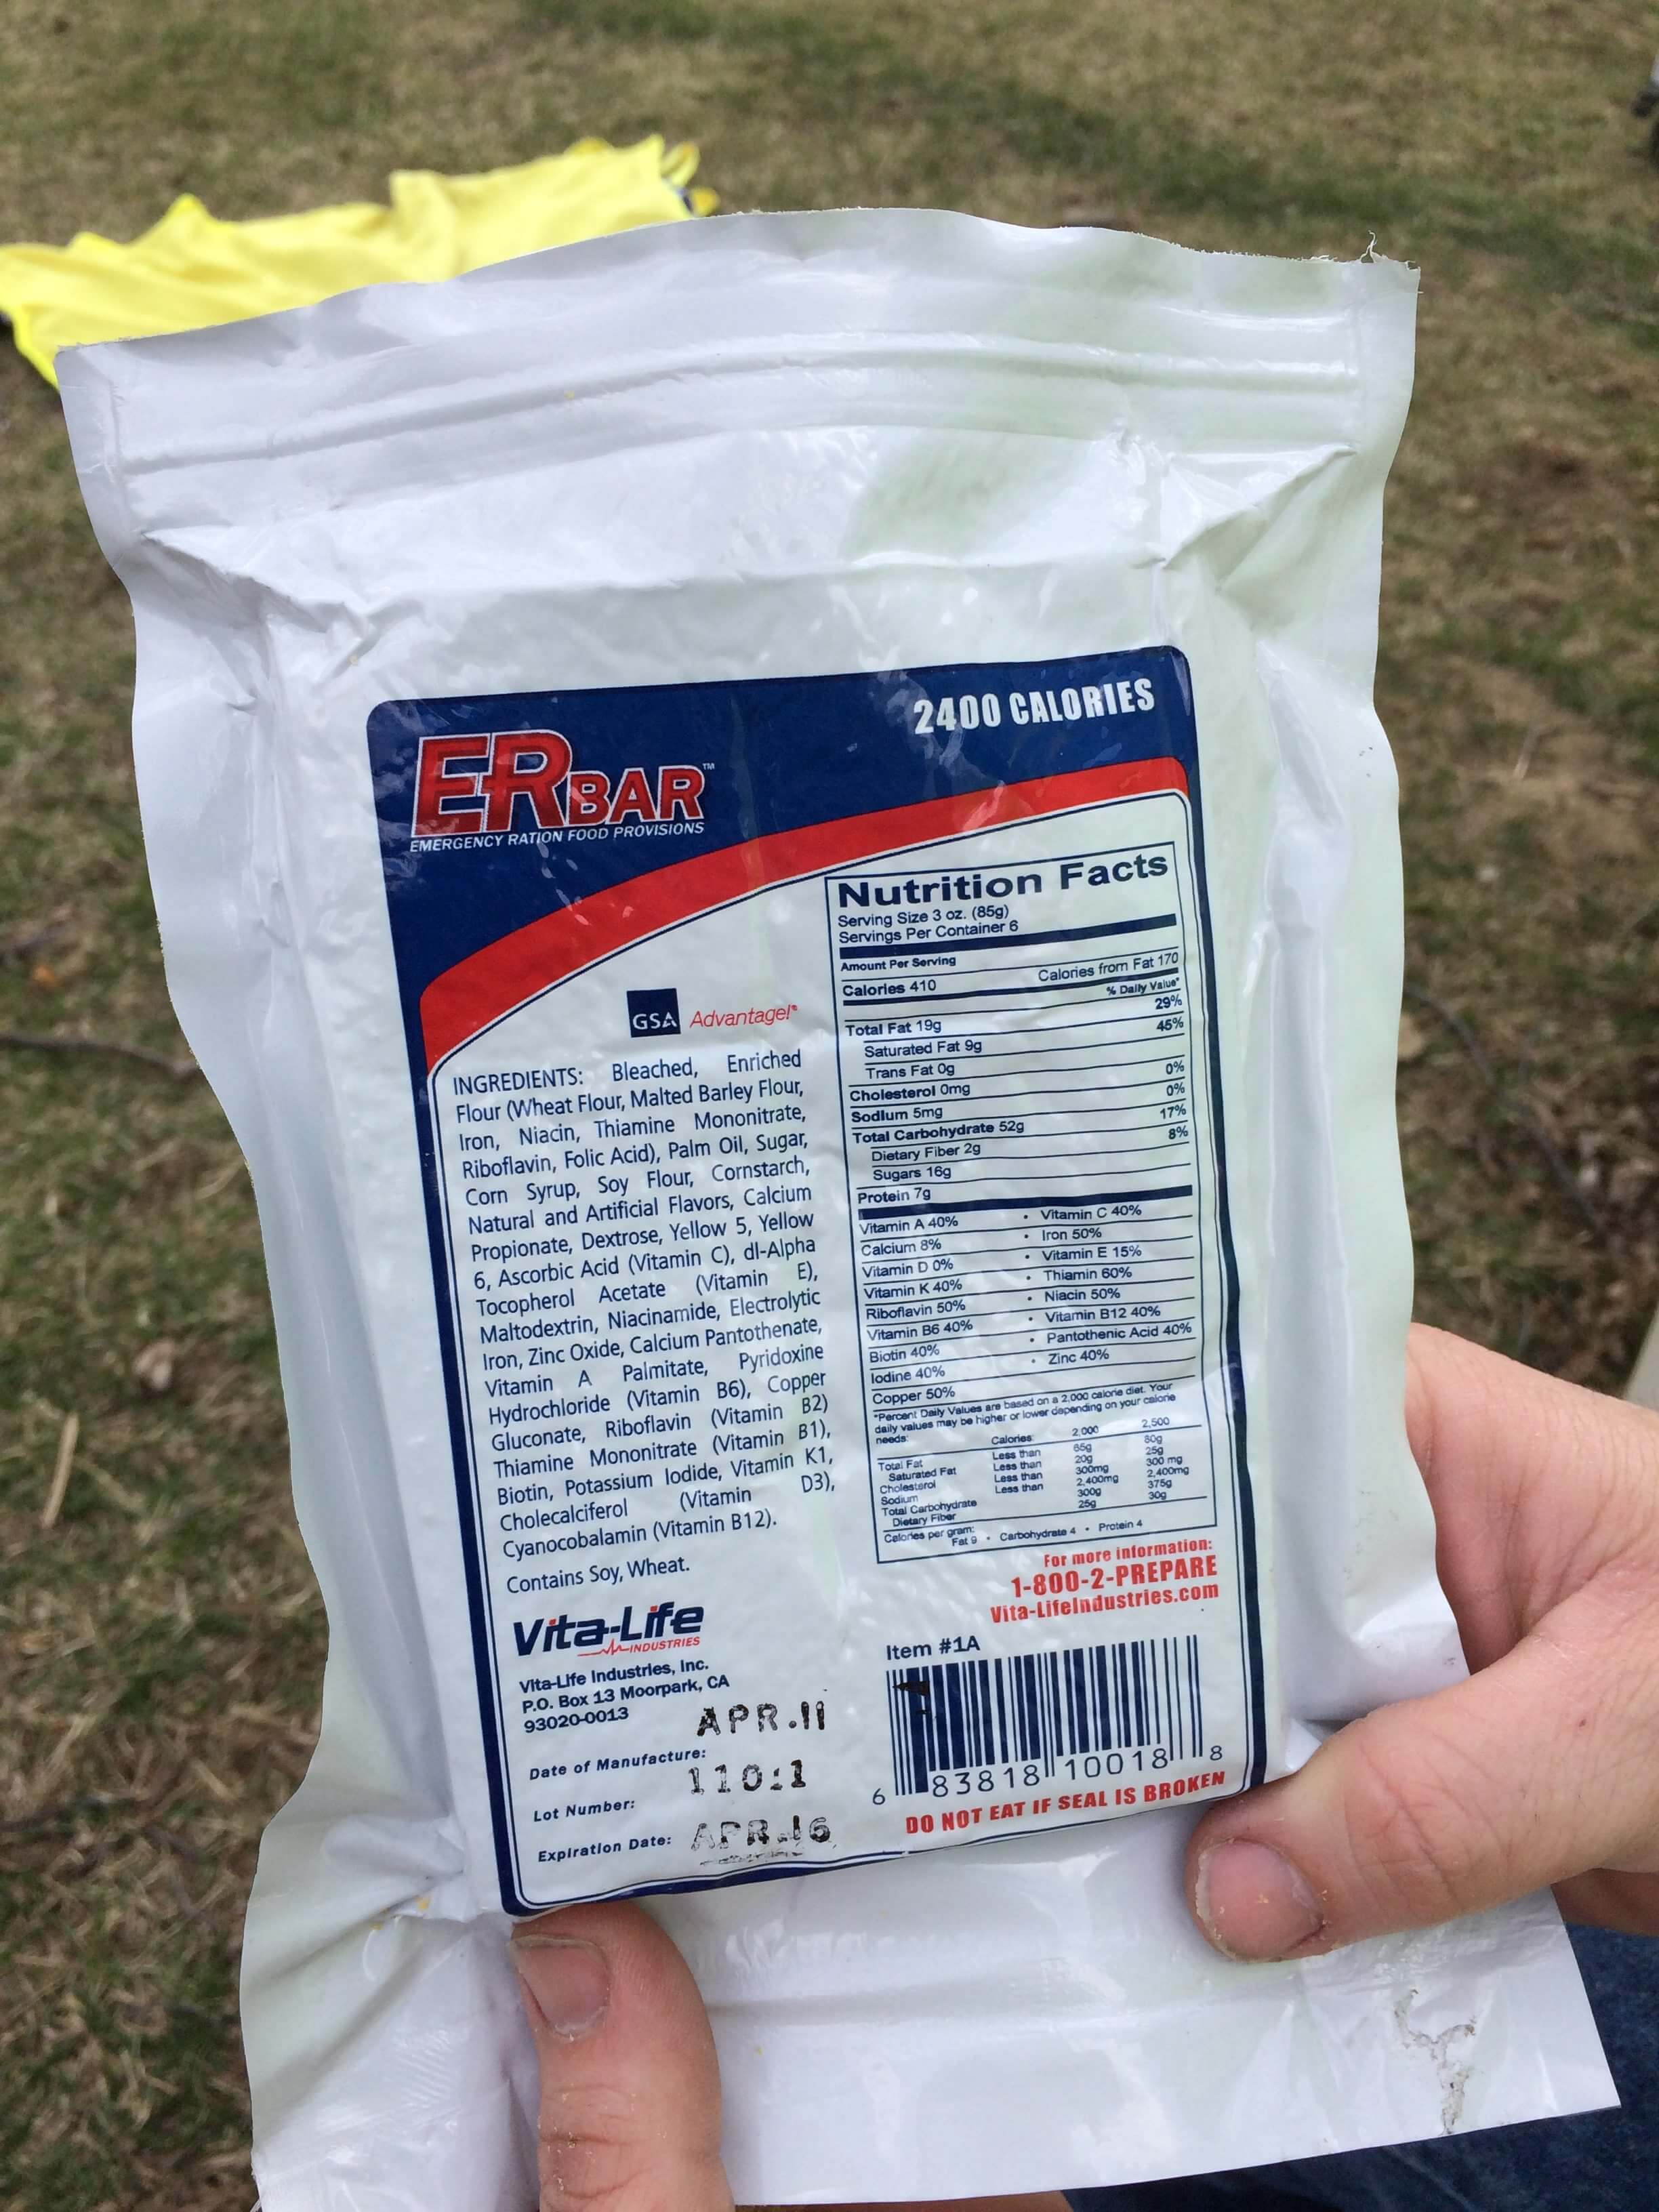 2400 CALORIES
ERBAR™
EMERGENCY RATION FOOD PROVISIONS
GSA Advantage!®
INGREDIENTS: Bleached, Enriched
Flour (Wheat Flour, Malted Barley Flour,
Iron, Niacin, Thiamine Mononitrate,
Riboflavin, Folic Acid), Palm Oil, Sugar,
Corn Syrup, Soy Flour, Cornstarch,
Natural and Artificial Flavors, Calcium
Propionate, Dextrose, Yellow 5, Yellow
6, Ascorbic Acid (Vitamin C), dl-Alpha
Tocopherol Acetate (Vitamin E),
Maltodextrin, Niacinamide, Electrolytic
Iron, Zinc Oxide, Calcium Pantothenate,
Vitamin A Palmitate, Pyridoxine
Hydrochloride (Vitamin B6), Copper
Gluconate, Riboflavin (Vitamin B2)
Thiamine Mononitrate (Vitamin B1),
Biotin, Potassium Iodide, Vitamin K1,
Cholecalciferol (Vitamin D3),
Cyanocobalamin (Vitamin B12).
Contains Soy, Wheat.
Vita-Life
INDUSTRIES
Vita-Life Industries, Inc.
P.O. Box 13 Moorpark, CA
93020-0013
Date of Manufacture: APR.11
Lot Number: 110:1
Expiration Date: APR.16
Nutrition Facts
Serving Size 3 oz. (85g)
Servings Per Container 6
Amount Per Serving
Calories 410 Calories from Fat 170
% Daily Value*
Total Fat 19g 29%
Saturated Fat 9g 45%
Trans Fat 0g
Cholesterol 0mg 0%
Sodium 5mg 0%
Total Carbohydrate 52g 17%
Dietary Fiber 2g 8%
Sugars 16g
Protein 7g
Vitamin A 40% • Vitamin C 40%
Calcium 8% • Iron 50%
Vitamin D 0% • Vitamin E 15%
Vitamin K 40% • Thiamin 60%
Riboflavin 50% • Niacin 50%
Vitamin B6 40% • Vitamin B12 40%
Biotin 40% • Pantothenic Acid 40%
Iodine 40% • Zinc 40%
Copper 50%
*Percent Daily Values are based on a 2,000 calorie diet. Your
daily values may be higher or lower depending on your calorie
needs:
Calories: 2,000 2,500
Total Fat Less than 65g 80g
Saturated Fat Less than 20g 25g
Cholesterol Less than 300mg 300 mg
Sodium Less than 2,400mg 2,400mg
Total Carbohydrate 300g 375g
Dietary Fiber 25g 30g
Calories per gram:
Fat 9 • Carbohydrate 4 • Protein 4
For more information:
1-800-2-PREPARE
Vita-LifeIndustries.com
Item #1A
6 83818 10018 8
DO NOT EAT IF SEAL IS BROKEN